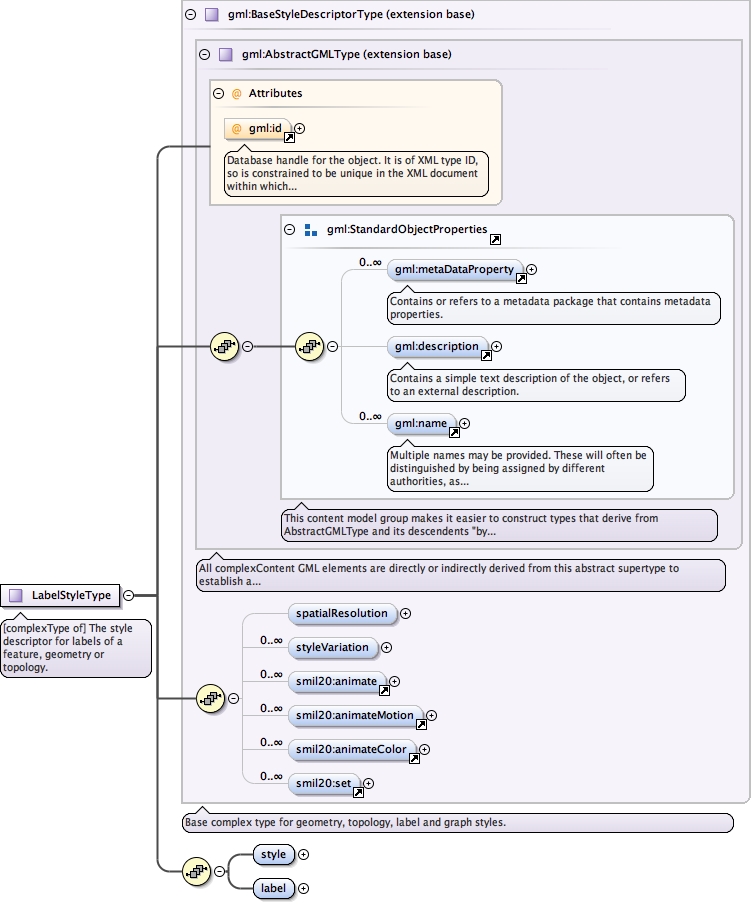 gml:BaseStyleDescriptorType (extension base)
gml:AbstractGMLType (extension base)
@ Attributes
@ gml:id
Database handle for the object. It is of XML type ID,
so is constrained to be unique in the XML document
within which...
gml:StandardObjectProperties
0..∞
gml:metaDataProperty
Contains or refers to a metadata package that contains metadata
properties.
gml:description
Contains a simple text description of the object, or refers
to an external description.
0..∞
gml:name
Multiple names may be provided. These will often be
distinguished by being assigned by different
authorities, as...
This content model group makes it easier to construct types that derive from
AbstractGMLType and its descendents "by...
All complexContent GML elements are directly or indirectly derived from this abstract supertype to
establish a...
LabelStyleType
[complexType of] The style
descriptor for labels of a
feature, geometry or
topology.
spatialResolution
0..∞
styleVariation
0..∞
smil20:animate
0..∞
smil20:animateMotion
0..∞
smil20:animateColor
0..∞
smil20:set
Base complex type for geometry, topology, label and graph styles.
style
label